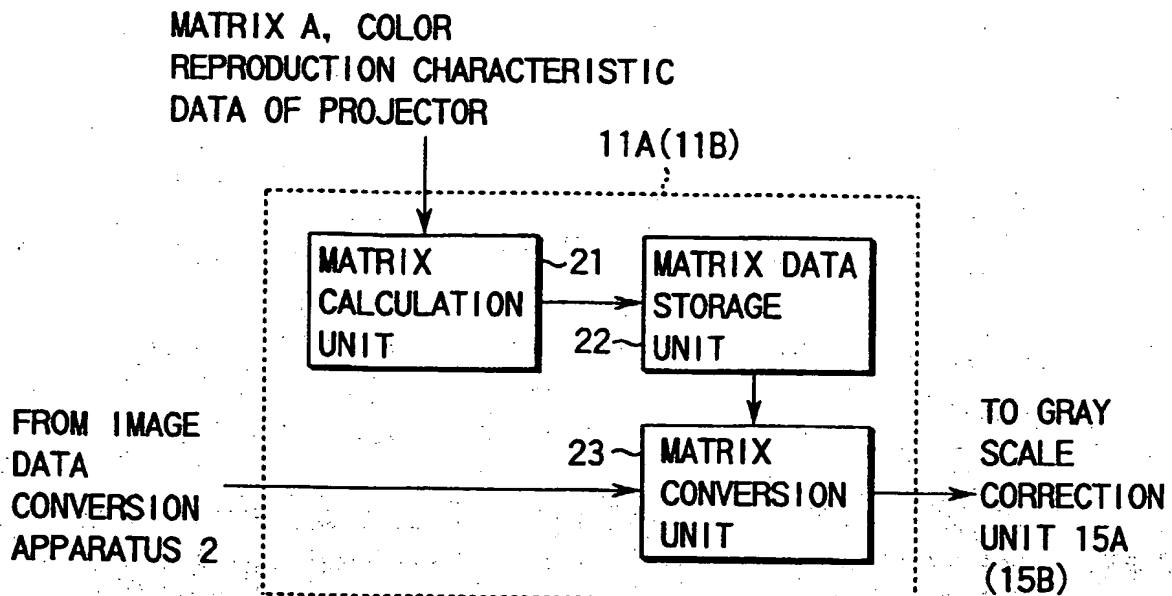 MATRIX A, COLOR
REPRODUCTION CHARACTERISTIC
DATA OF PROJECTOR
11A(11B)
MATRIX
CALCULATION
UNIT
21
MATRIX DATA
STORAGE
UNIT
22
FROM IMAGE
DATA
CONVERSION
APPARATUS 2
23
MATRIX
CONVERSION
UNIT
TO GRAY
SCALE
CORRECTION
UNIT 15A
(15B)